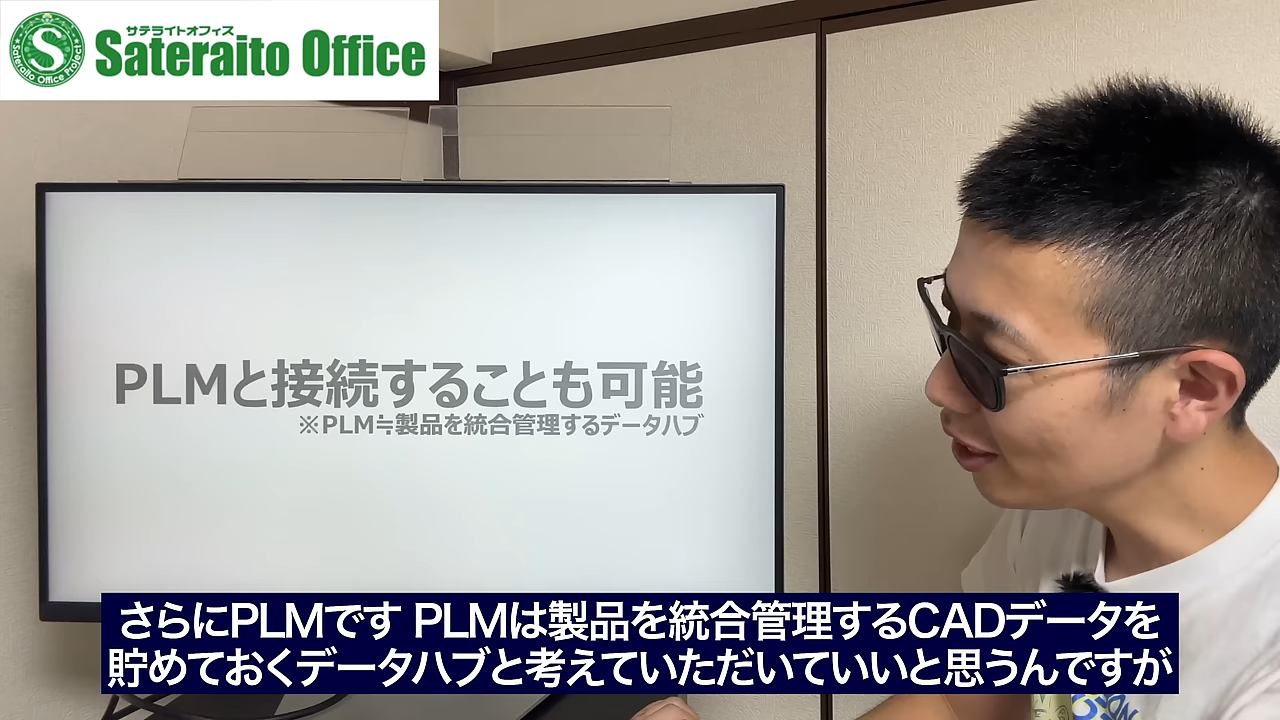 サテライトオフィス
Sateraito Office
Sateraito Office Project
PLMと接続することも可能
※PLM≒製品を統合管理するデータハブ
さらにPLMです PLMは製品を統合管理するCADデータを
貯めておくデータハブと考えていただいていいと思うんですが